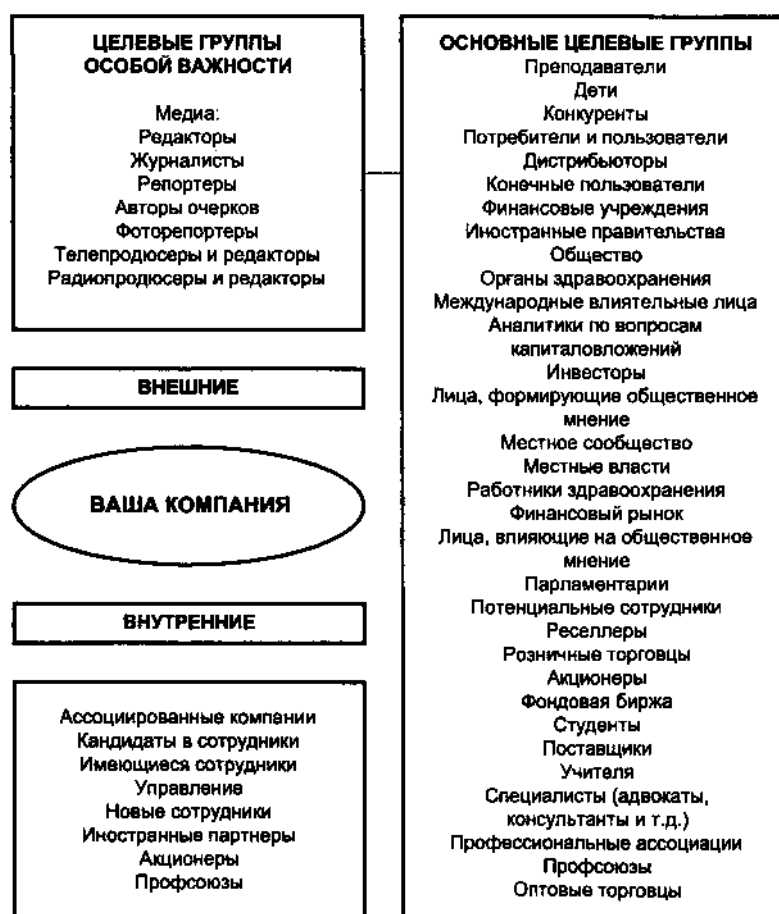 ЦЕЛЕВЫЕ ГРУППЫ
ОСОБОЙ ВАЖНОСТИ
Медиа:
Редакторы
Журналисты
Репортеры
Авторы очерков
Фоторепортеры
Телепродюсеры и редакторы
Радиопродюсеры и редакторы
ВНЕШНИЕ
ВАША КОМПАНИЯ
ВНУТРЕННИЕ
Ассоциированные компании
Кандидаты в сотрудники
Имеющиеся сотрудники
Управление
Новые сотрудники
Иностранные партнеры
Акционеры
Профсоюзы
ОСНОВНЫЕ ЦЕЛЕВЫЕ ГРУППЫ
Преподаватели
Дети
Конкуренты
Потребители и пользователи
Дистрибьюторы
Конечные пользователи
Финансовые учреждения
Иностранные правительства
Общество
Органы здравоохранения
Международные влиятельные лица
Аналитики по вопросам
капиталовложений
Инвесторы
Лица, формирующие общественное
мнение
Местное сообщество
Местные власти
Работники здравоохранения
Финансовый рынок
Лица, влияющие на общественное
мнение
Парламентарии
Потенциальные сотрудники
Реселлеры
Розничные торговцы
Акционеры
Фондовая биржа
Студенты
Поставщики
Учителя
Специалисты (адвокаты,
консультанты и т.д.)
Профессиональные ассоциации
Профсоюзы
Оптовые торговцы